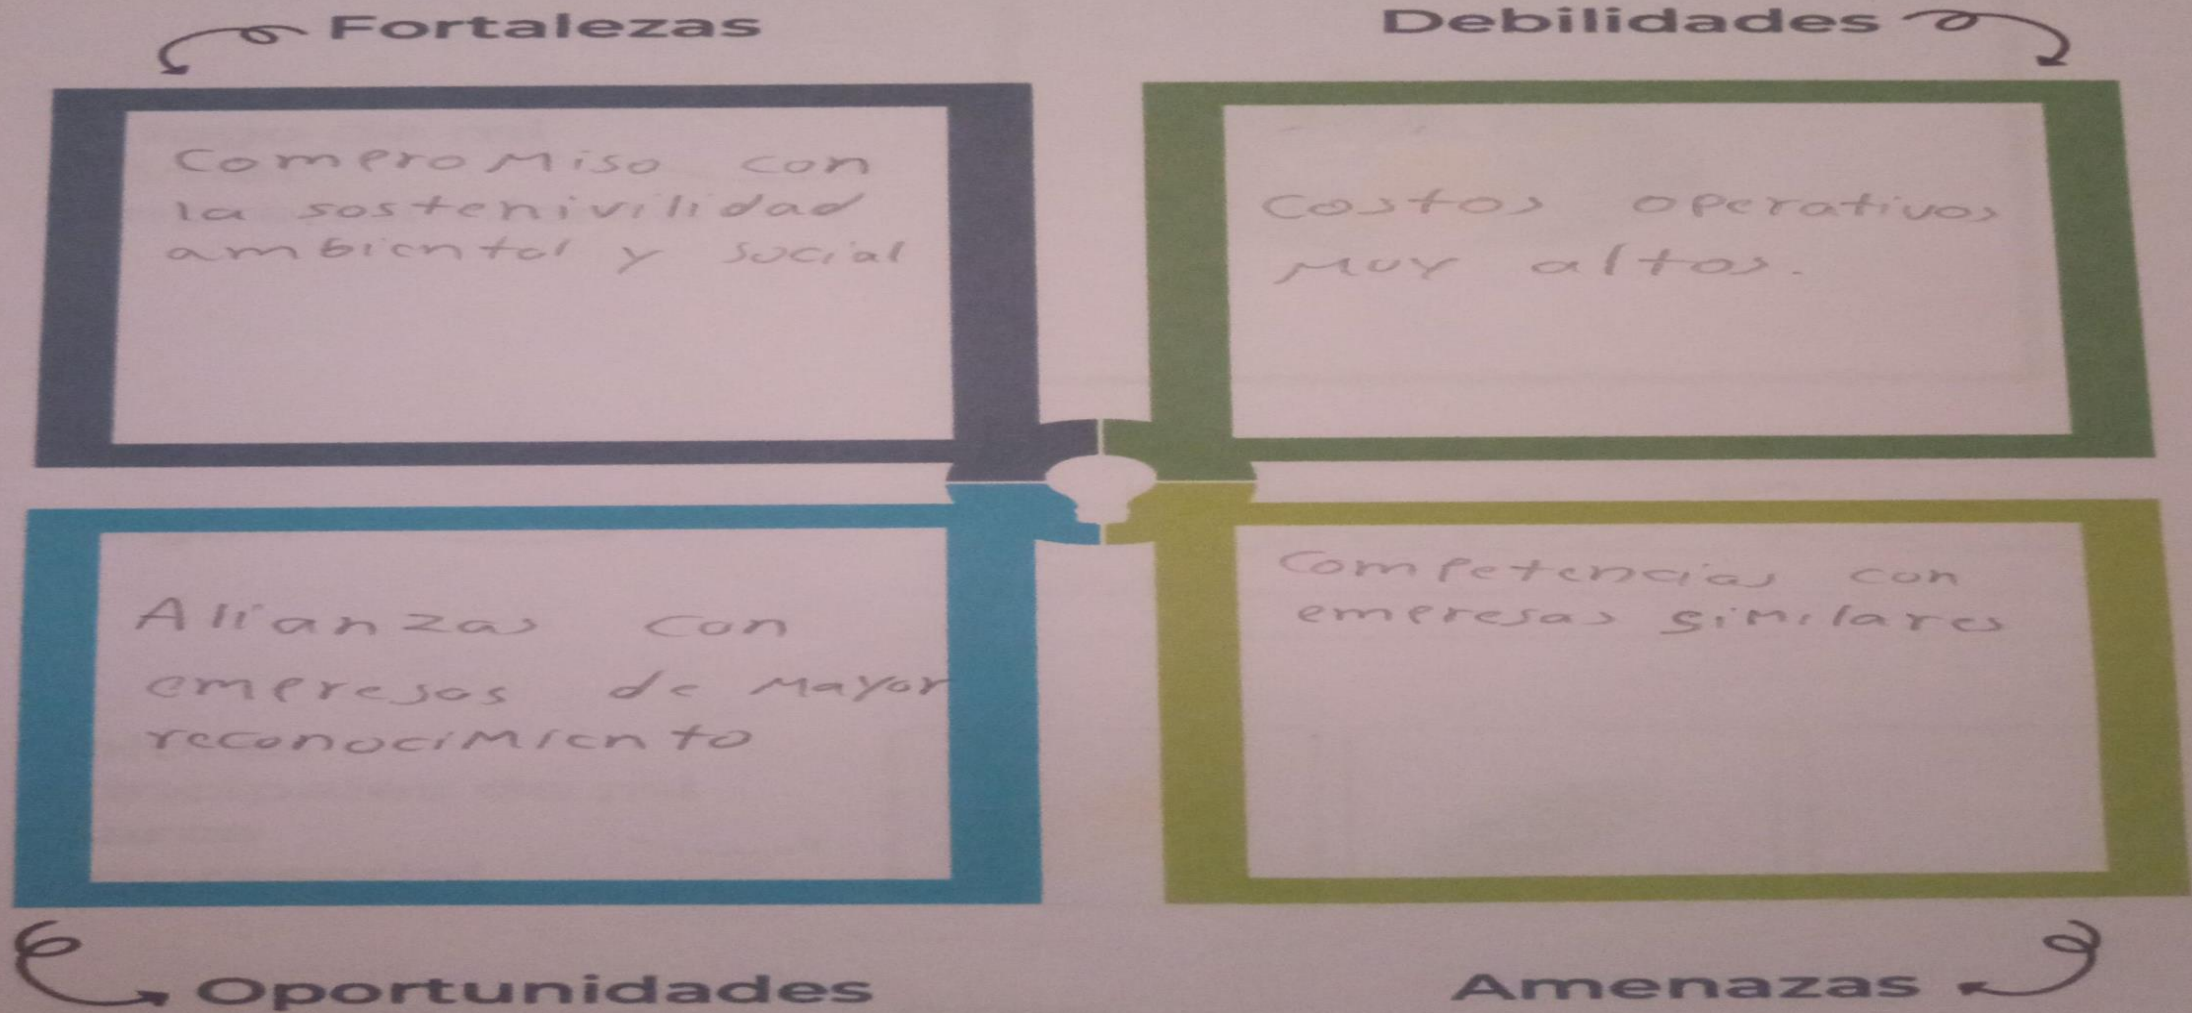 Fortalezas
Compromiso con
la sostenivilidad
ambiental y social
Debilidades
Costos operativos
muy altos.
Alianzas con
empresas de mayor
reconocimiento
Oportunidades
Competencias con
empresas similares
Amenazas